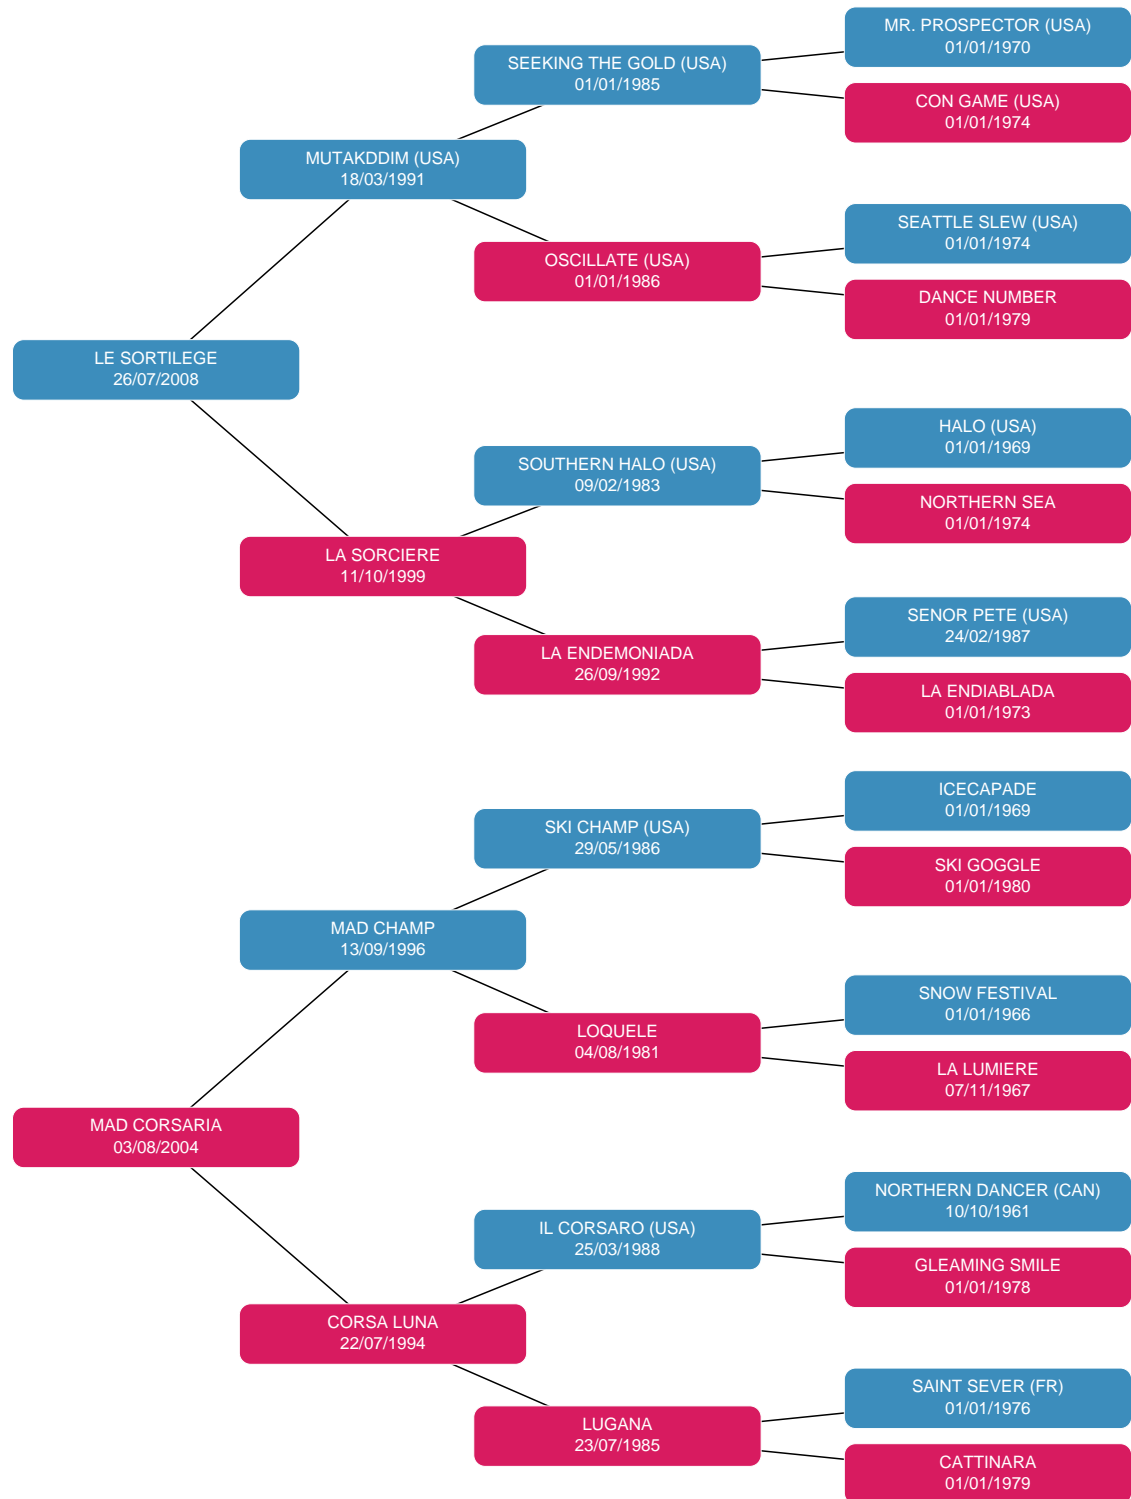 MR. PROSPECTOR (USA)
01/01/1970
SEEKING THE GOLD (USA)
01/01/1985
CON GAME (USA)
01/01/1974
MUTAKDDIM (USA)
18/03/1991
SEATTLE SLEW (USA)
01/01/1974
OSCILLATE (USA)
01/01/1986
DANCE NUMBER
01/01/1979
LE SORTILEGE
26/07/2008
HALO (USA)
01/01/1969
SOUTHERN HALO (USA)
09/02/1983
NORTHERN SEA
01/01/1974
LA SORCIERE
11/10/1999
SENOR PETE (USA)
24/02/1987
LA ENDEMONIADA
26/09/1992
LA ENDIABLADA
01/01/1973
ICECAPADE
01/01/1969
SKI CHAMP (USA)
29/05/1986
SKI GOGGLE
01/01/1980
MAD CHAMP
13/09/1996
SNOW FESTIVAL
01/01/1966
LOQUELE
04/08/1981
LA LUMIERE
07/11/1967
MAD CORSARIA
03/08/2004
NORTHERN DANCER (CAN)
10/10/1961
IL CORSARO (USA)
25/03/1988
GLEAMING SMILE
01/01/1978
CORSA LUNA
22/07/1994
SAINT SEVER (FR)
01/01/1976
LUGANA
23/07/1985
CATTINARA
01/01/1979